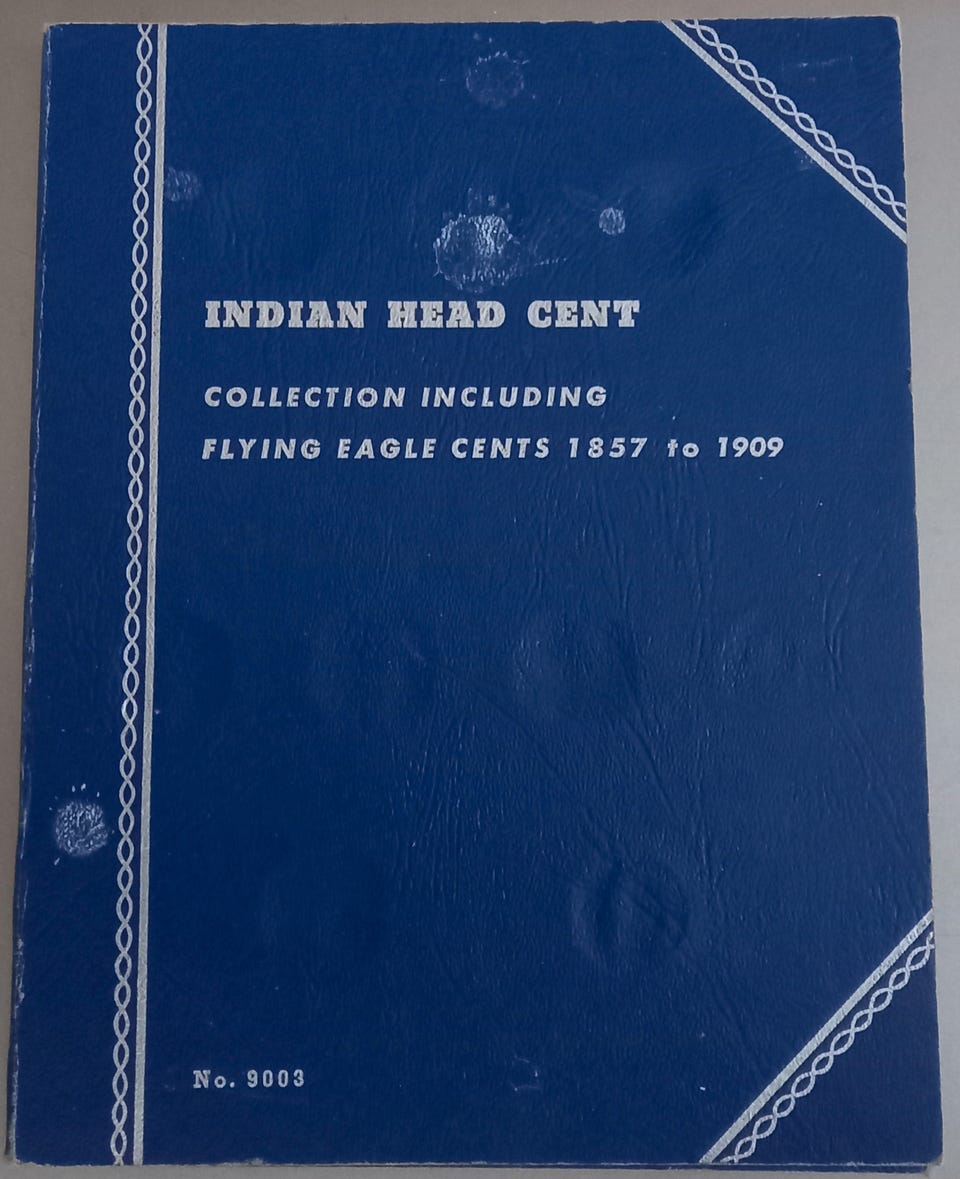 INDIAN HEAD CENT
COLLECTION INCLUDING
FLYING EAGLE CENTS 1857 to 1909
No. 9003